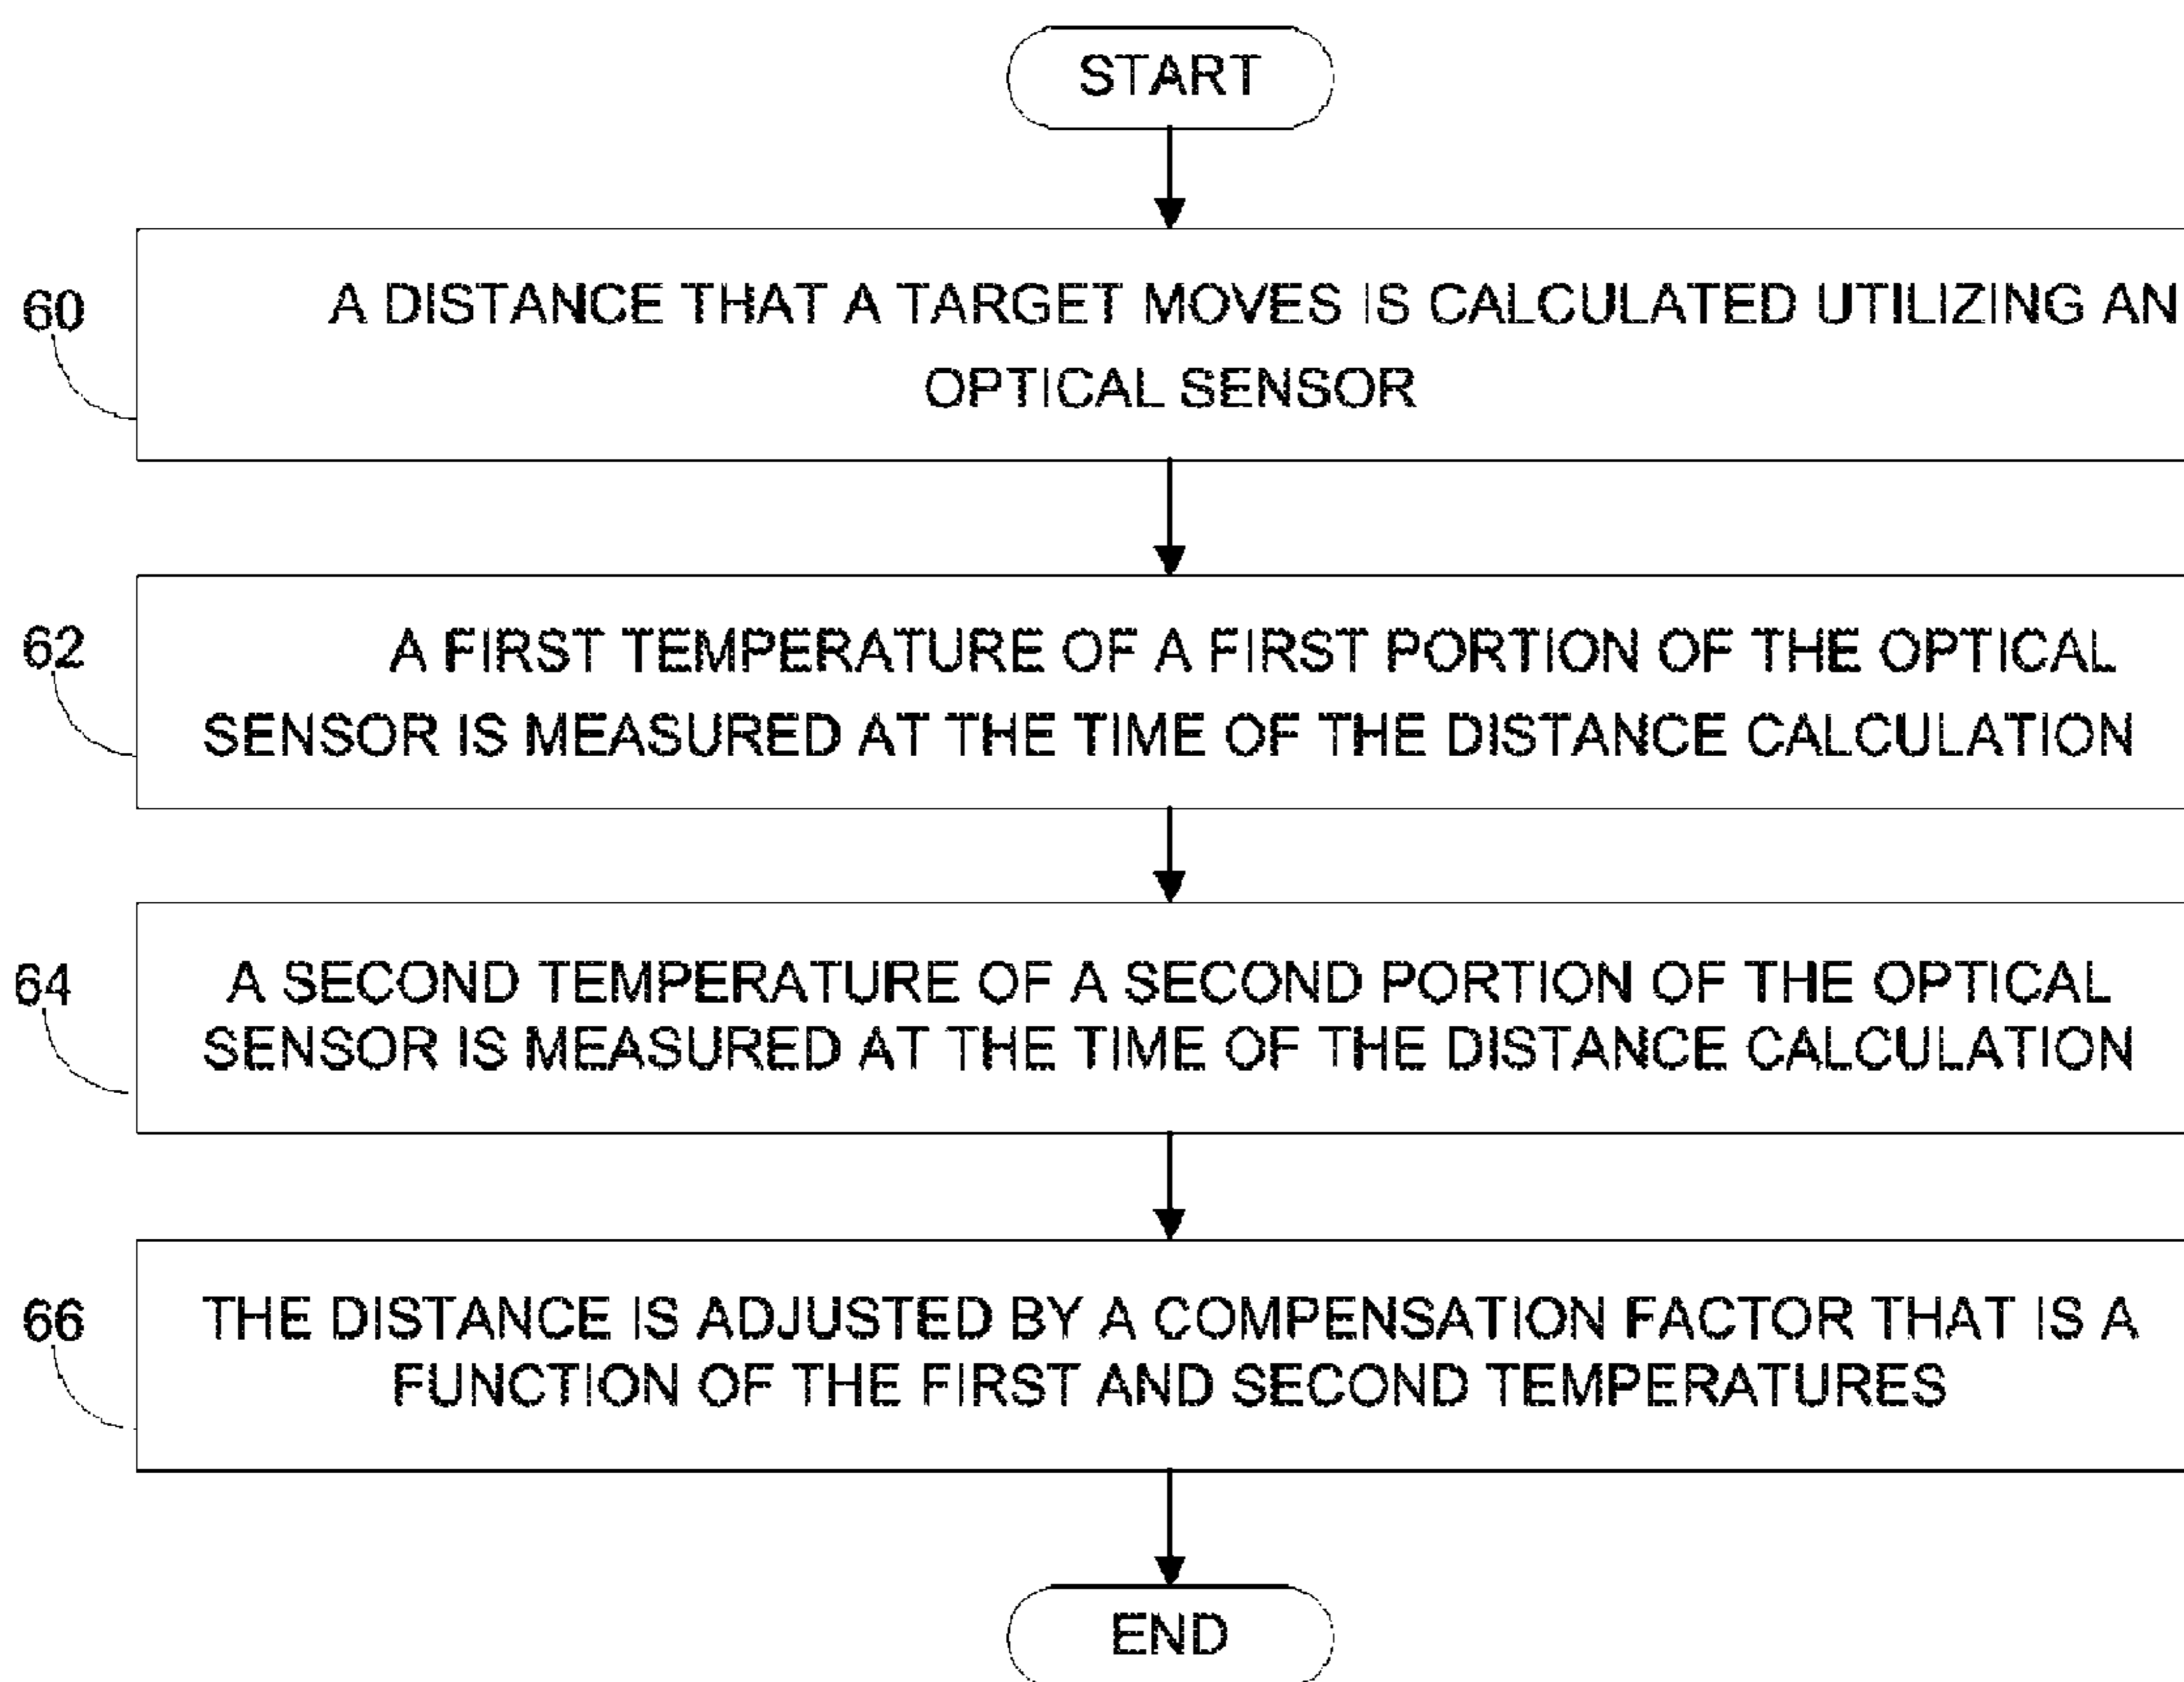 START
60
A DISTANCE THAT A TARGET MOVES IS CALCULATED UTILIZING AN
OPTICAL SENSOR
62
A FIRST TEMPERATURE OF A FIRST PORTION OF THE OPTICAL
SENSOR IS MEASURED AT THE TIME OF THE DISTANCE CALCULATION
64
A SECOND TEMPERATURE OF A SECOND PORTION OF THE OPTICAL
SENSOR IS MEASURED AT THE TIME OF THE DISTANCE CALCULATION
66
THE DISTANCE IS ADJUSTED BY A COMPENSATION FACTOR THAT IS A
FUNCTION OF THE FIRST AND SECOND TEMPERATURES
END